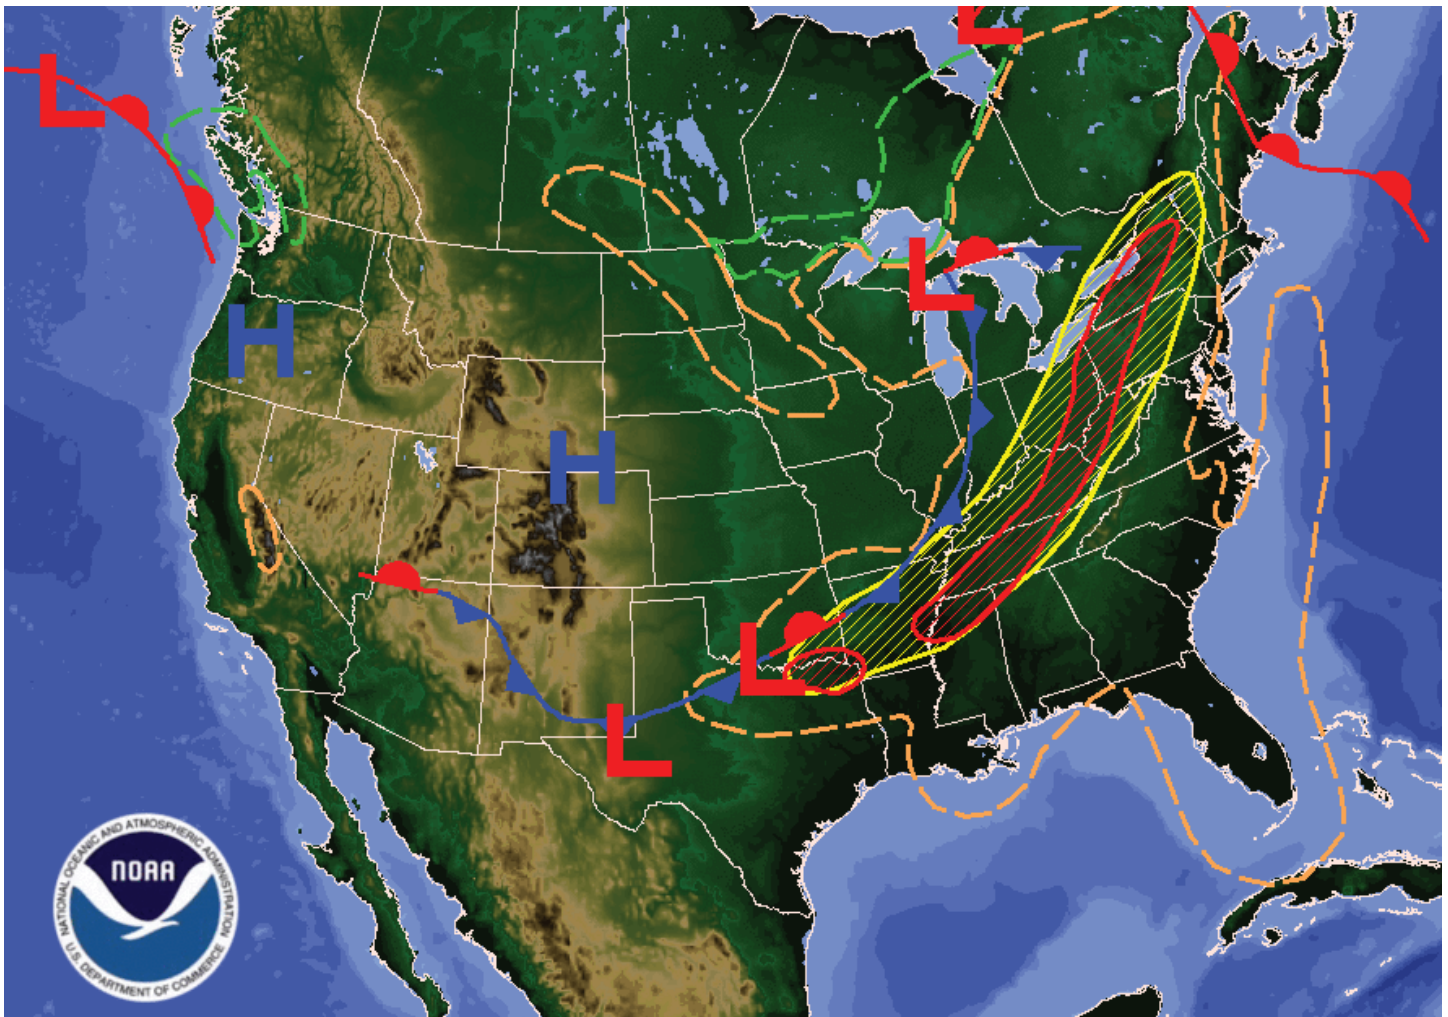 L
L
L
H
H
L
L
NOAA
NATIONAL OCEANIC AND ATMOSPHERIC ADMINISTRATION
U.S. DEPARTMENT OF COMMERCE